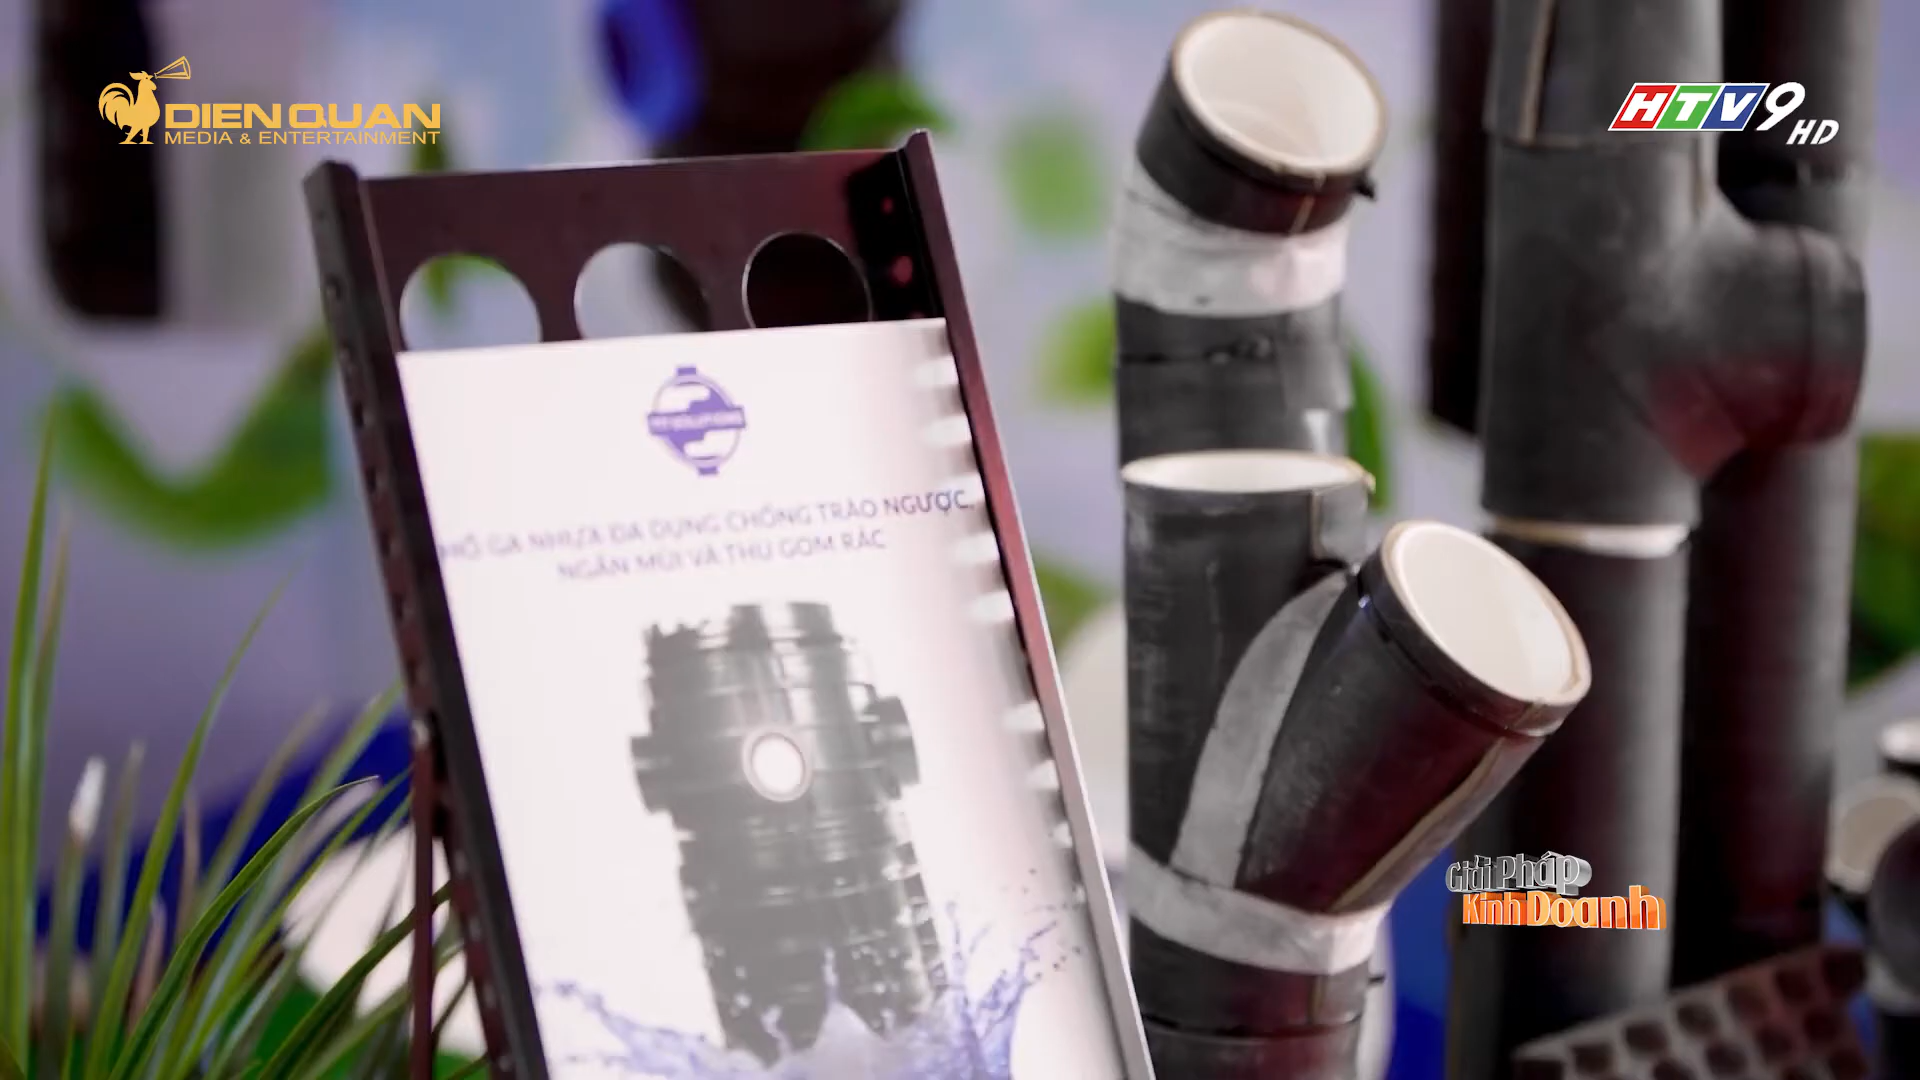 DIEN QUAN
MEDIA & ENTERTAINMENT
HTV9
HD
HỐ GA NHỰA ĐA DỤNG CHỐNG TRÀO NGƯỢC,
NGĂN MÙI VÀ THU GOM RÁC
Giải Pháp
Kinh Doanh